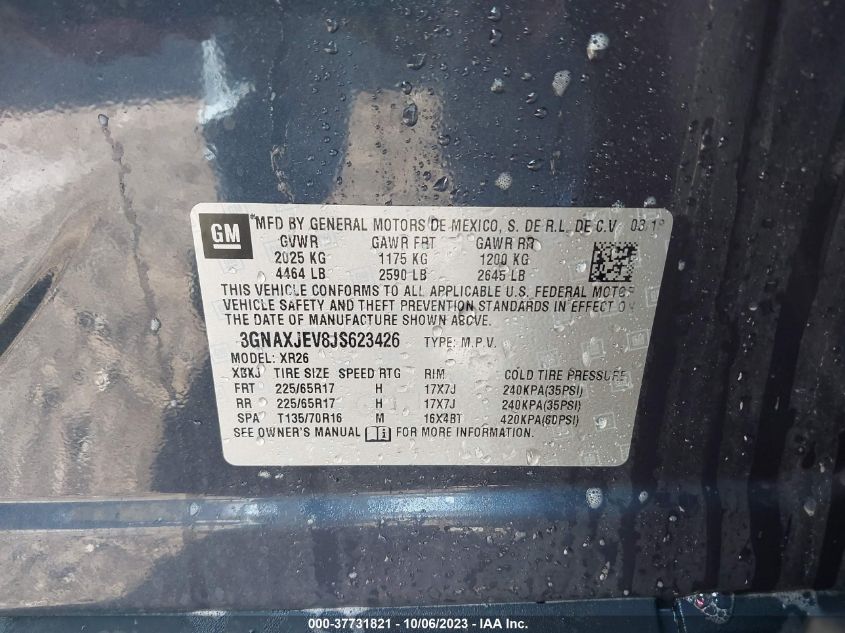 GM
MFD BY GENERAL MOTORS DE MEXICO, S. DE R.L. DE C.V.
GVWR GAWR FRT GAWR RR
2025 KG 1175 KG 1200 KG
4464 LB 2590 LB 2645 LB
THIS VEHICLE CONFORMS TO ALL APPLICABLE U.S. FEDERAL MOTOR
VEHICLE SAFETY AND THEFT PREVENTION STANDARDS IN EFFECT ON
THE DATE OF MANUFACTURE SHOWN ABOVE.
3GNAXJEV8JS623426 TYPE: M.P.V.
MODEL: XR26
XBXJ TIRE SIZE SPEED RTG RIM COLD TIRE PRESSURE
FRT 225/65R17 H 17X7J 240KPA(35PSI)
RR 225/65R17 H 17X7J 240KPA(35PSI)
SPA T135/70R16 M 16X4BT 420KPA(60PSI)
SEE OWNER'S MANUAL FOR MORE INFORMATION.
000-37731821 - 10/06/2023 - IAA Inc.